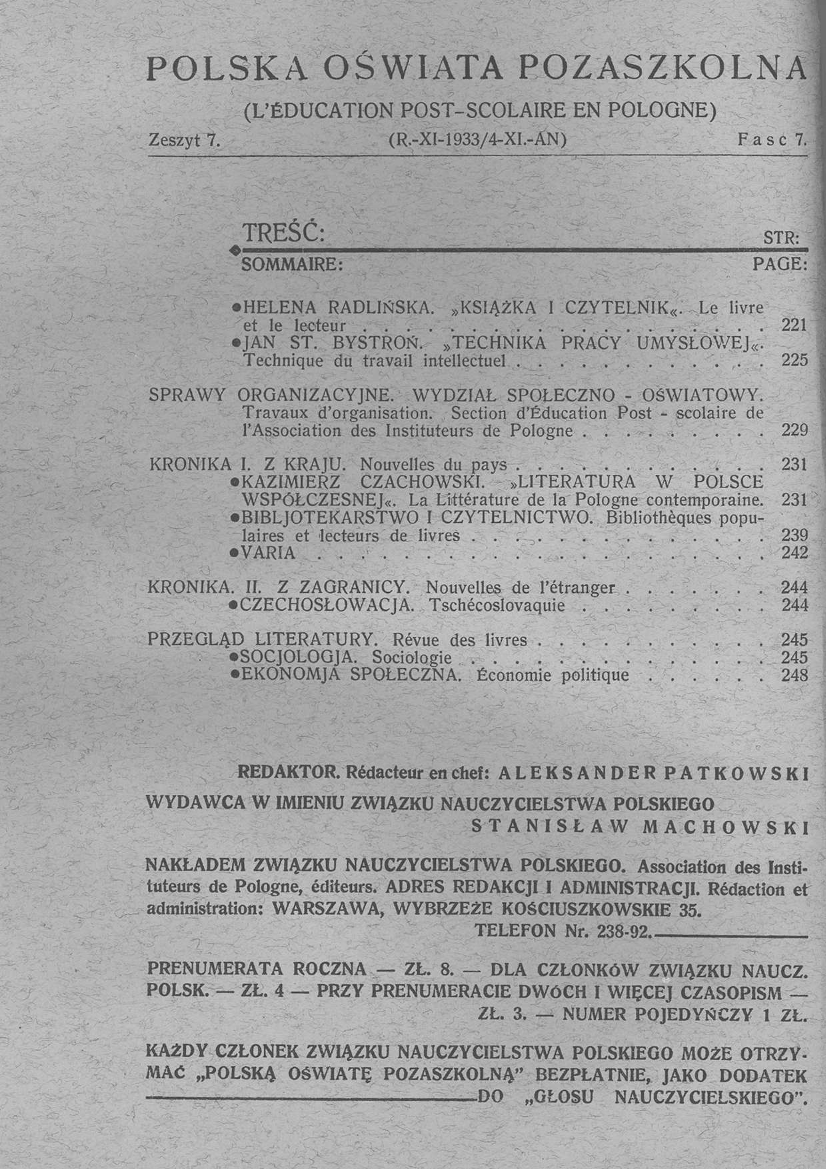 POLSKA OŚWIATA POZASZKOLNA
(L'ÉDUCATION POST-SCOLAIRE EN POLOGNE)
Zeszyt 7. (R.-XI-1933/4-XI.-AN) Fasc 7.
TREŚĆ: STR:
SOMMAIRE: PAGE:
●HELENA RADLIŃSKA. »KSIĄŻKA I CZYTELNIK«. Le livre
et le lecteur . . . . . . . . . . . . . . . . . . 221
●JAN ST. BYSTROŃ. »TECHNIKA PRACY UMYSŁOWEJ«.
Technique du travail intellectuel . . . . . . . . . . . . 225
SPRAWY ORGANIZACYJNE. WYDZIAŁ SPOŁECZNO - OŚWIATOWY.
Travaux d'organisation. Section d'Éducation Post - scolaire de
l'Association des Instituteurs de Pologne . . . . . . . . . 229
KRONIKA I. Z KRAJU. Nouvelles du pays . . . . . . . . . . . . 231
●KAZIMIERZ CZACHOWSKI. »LITERATURA W POLSCE
WSPÓŁCZESNEJ«. La Littérature de la Pologne contemporaine. 231
●BIBLJOTEKARSTWO I CZYTELNICTWO. Bibliothèques popu-
laires et lecteurs de livres . . . . . . . . . . . . . . 239
●VARIA . . . . . . . . . . . . . . . . . . . . 242
KRONIKA. II. Z ZAGRANICY. Nouvelles de l'étranger . . . . . . . 244
●CZECHOSŁOWACJA. Tschécoslovaquie . . . . . . . . . 244
PRZEGLĄD LITERATURY. Révue des livres . . . . . . . . . . . 245
●SOCJOLOGJA. Sociologie . . . . . . . . . . . . . . 245
●EKONOMJA SPOŁECZNA. Économie politique . . . . . . 248
REDAKTOR. Rédacteur en chef: ALEKSANDER PATKOWSKI
WYDAWCA W IMIENIU ZWIĄZKU NAUCZYCIELSTWA POLSKIEGO
STANISŁAW MACHOWSKI
NAKŁADEM ZWIĄZKU NAUCZYCIELSTWA POLSKIEGO. Association des Insti-
tuteurs de Pologne, éditeurs. ADRES REDAKCJI I ADMINISTRACJI. Rédaction et
administration: WARSZAWA, WYBRZEŻE KOŚCIUSZKOWSKIE 35.
TELEFON Nr. 238-92.
PRENUMERATA ROCZNA — ZŁ. 8. — DLA CZŁONKÓW ZWIĄZKU NAUCZ.
POLSK. — ZŁ. 4 — PRZY PRENUMERACIE DWÓCH I WIĘCEJ CZASOPISM —
ZŁ. 3. — NUMER POJEDYŃCZY 1 ZŁ.
KAŻDY CZŁONEK ZWIĄZKU NAUCZYCIELSTWA POLSKIEGO MOŻE OTRZY-
MAĆ „POLSKĄ OŚWIATĘ POZASZKOLNĄ” BEZPŁATNIE, JAKO DODATEK
DO „GŁOSU NAUCZYCIELSKIEGO”.